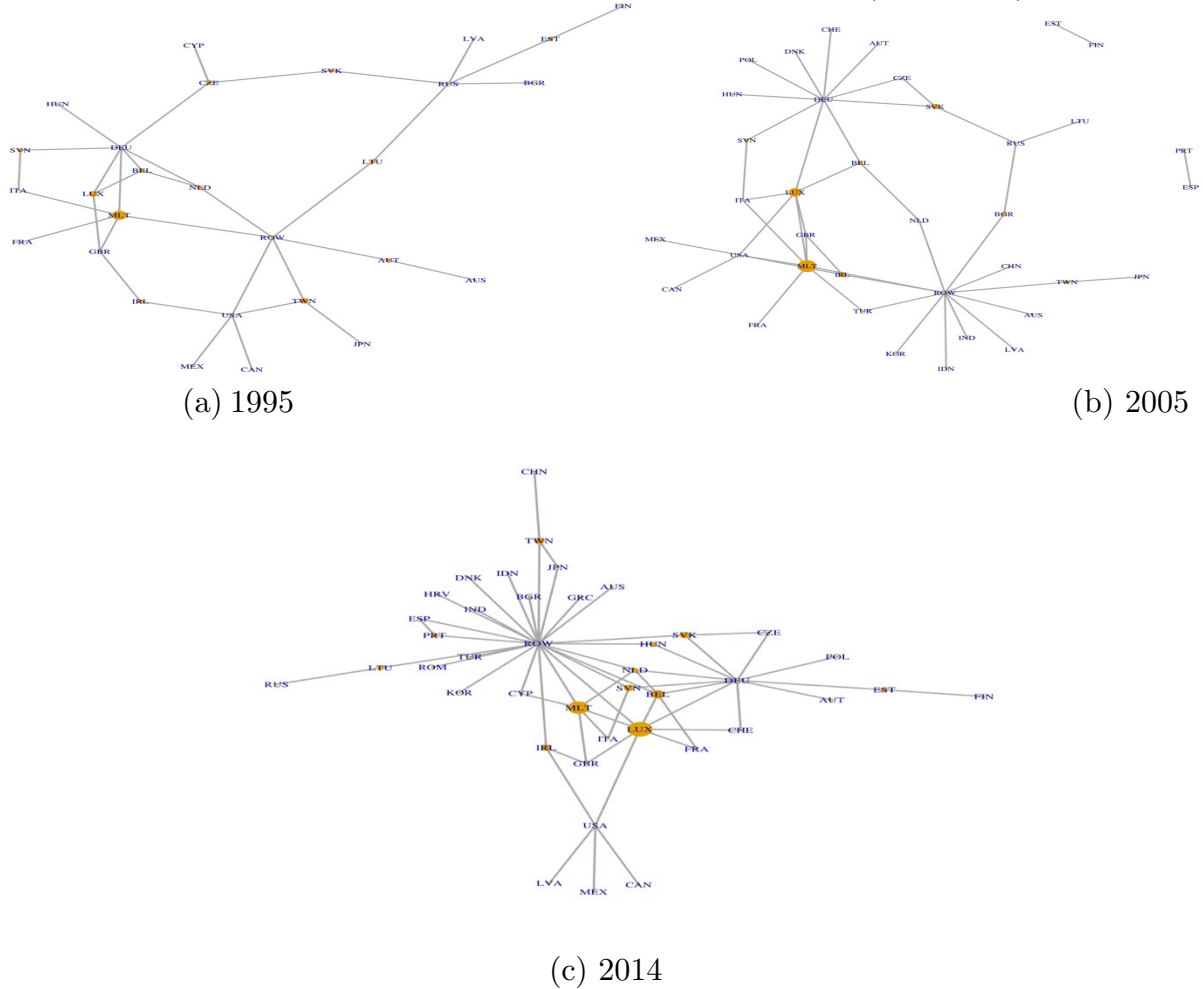 FIN
LVA
EST
CYP
SVK
CZE
RUS
BGR
HUN
DEU
SVN
BEL
LTU
ITA
LUX
NLD
MLT
FRA
GBR
ROW
AUT
AUS
IRL
TWN
USA
JPN
MEX
CAN
(a) 1995
EST
CHE
FIN
DNK
AUT
POL
CZE
HUN
DEU
SVK
LTU
SVN
RUS
PRT
BEL
ESP
LUX
ITA
BGR
NLD
MEX
GBR
USA
MLT
CHN
IRL
TWN
JPN
CAN
ROW
TUR
AUS
FRA
IND
KOR
LVA
IDN
(b) 2005
CHN
TWN
JPN
IDN
DNK
AUS
HRV
BGR
GRC
IND
ESP
PRT
SVK
CZE
ROW
HUN
TUR
POL
LTU
ROM
NLD
RUS
DEU
SVN
EST
KOR
CYP
BEL
FIN
AUT
MLT
LUX
CHE
ITA
IRL
FRA
GBR
USA
LVA
MEX
CAN
(c) 2014